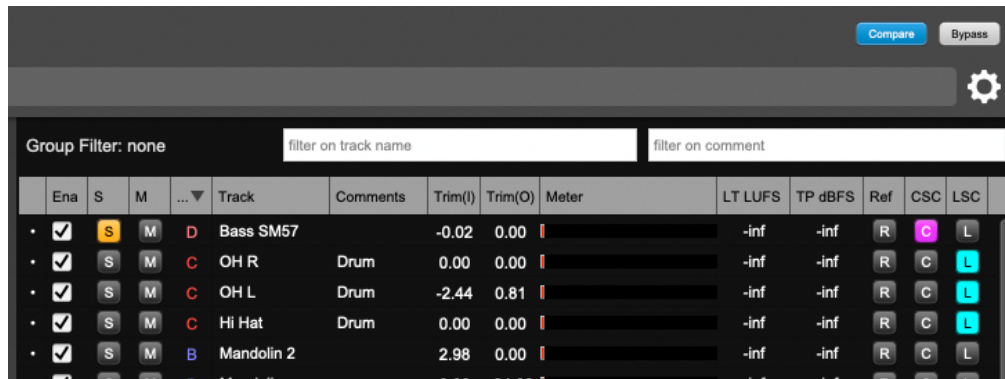 Compare Bypass
Group Filter: none filter on track name filter on comment
Ena S M ...▼ Track Comments Trim(I) Trim(O) Meter LT LUFS TP dBFS Ref CSC LSC
S M D Bass SM57 -0.02 0.00 -inf -inf R C L
S M C OH R Drum 0.00 0.00 -inf -inf R C L
S M C OH L Drum -2.44 0.81 -inf -inf R C L
S M C Hi Hat Drum 0.00 0.00 -inf -inf R C L
S M B Mandolin 2 2.98 0.00 -inf -inf R C L